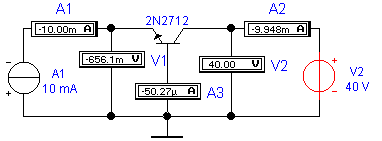 A1
2N2712
A2
-10.00m A
-9.948m A
-656.1m V
V1
40.00 V
V2
A1
10 mA
-50.27µ A
A3
V2
40 V